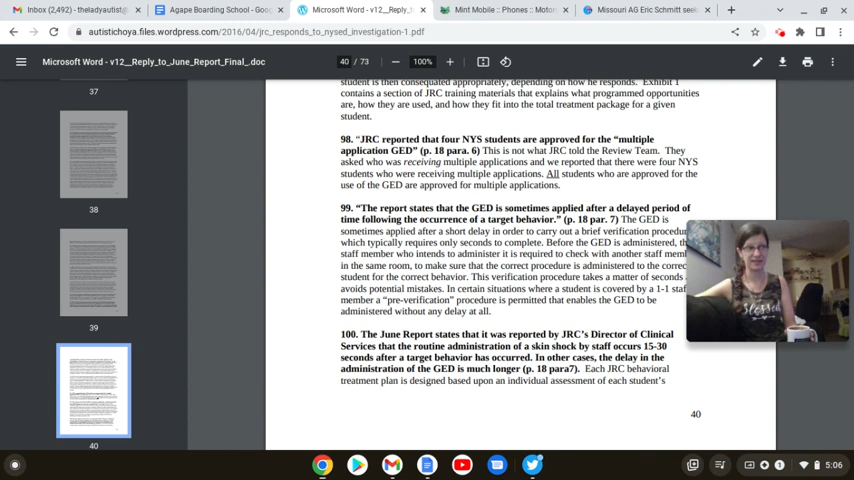 Inbox (2,492) - theladyautist@
Agape Boarding School - Goo
Microsoft Word - v12__Reply_to
Mint Mobile :: Phones :: Motor
Missouri AG Eric Schmitt seek
autistichoya.files.wordpress.com/2016/04/jrc_responds_to_nysed_investigation-1.pdf
Microsoft Word - v12__Reply_to_June_Report_Final_.doc
40 / 73
100%
37
38
39
40
student is then consequated appropriately, depending on how he responds. Exhibit 1
contains a section of JRC training materials that explains what programmed opportunities
are, how they are used, and how they fit into the total treatment package for a given
student.
98. “JRC reported that four NYS students are approved for the “multiple
application GED” (p. 18 para. 6) This is not what JRC told the Review Team. They
asked who was receiving multiple applications and we reported that there were four NYS
students who were receiving multiple applications. All students who are approved for the
use of the GED are approved for multiple applications.
99. “The report states that the GED is sometimes applied after a delayed period of
time following the occurrence of a target behavior.” (p. 18 par. 7) The GED is
sometimes applied after a short delay in order to carry out a brief verification procedur
which typically requires only seconds to complete. Before the GED is administered, th
staff member who intends to administer it is required to check with another staff memb
in the same room, to make sure that the correct procedure is administered to the correc
student for the correct behavior. This verification procedure takes a matter of seconds
avoids potential mistakes. In certain situations where a student is covered by a 1-1 staf
member a “pre-verification” procedure is permitted that enables the GED to be
administered without any delay at all.
100. The June Report states that it was reported by JRC’s Director of Clinical
Services that the routine administration of a skin shock by staff occurs 15-30
seconds after a target behavior has occurred. In other cases, the delay in the
administration of the GED is much longer (p. 18 para7). Each JRC behavioral
treatment plan is designed based upon an individual assessment of each student’s
40
Blessed
1
5:06